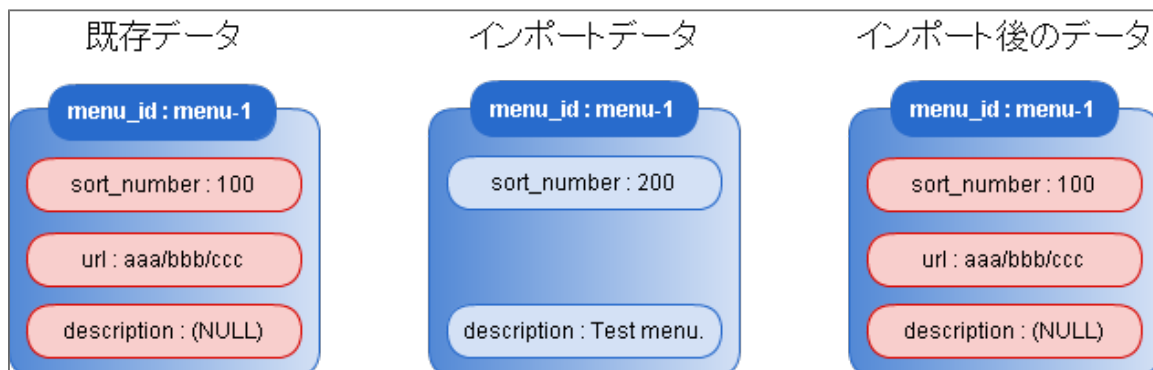 既存データ
インポートデータ
インポート後のデータ
menu_id : menu-1
sort_number : 100
url : aaa/bbb/ccc
description : (NULL)
menu_id : menu-1
sort_number : 200
description : Test menu.
menu_id : menu-1
sort_number : 100
url : aaa/bbb/ccc
description : (NULL)